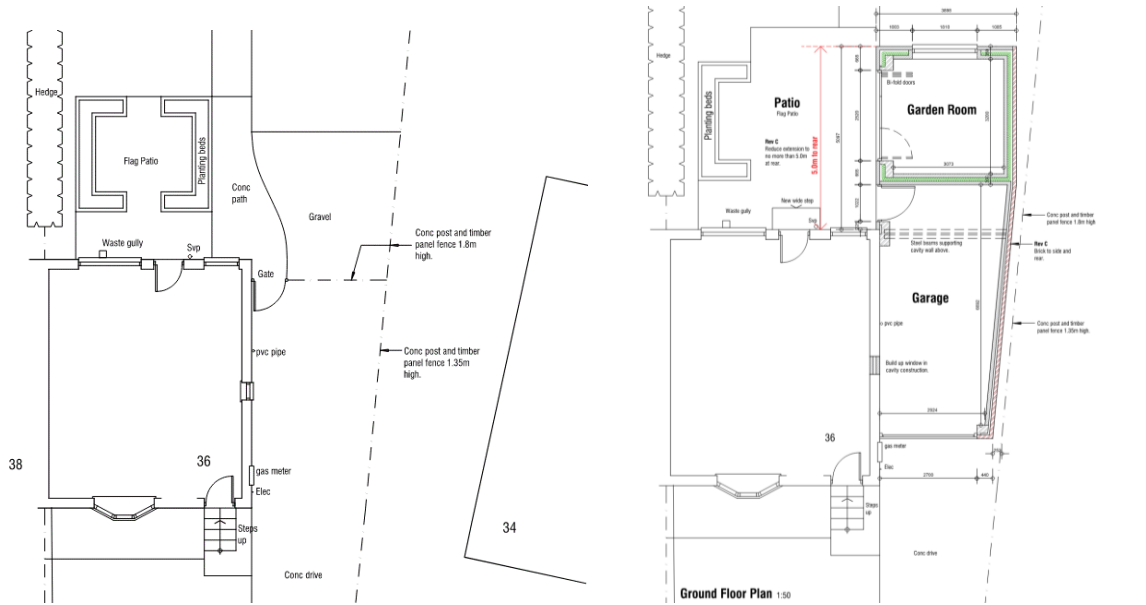 Hedge
Flag Patio
Planting beds
Conc
path
Gravel
Waste gully
Svp
Gate
Conc post and timber
panel fence 1.8m
high.
pvc pipe
Conc post and timber
panel fence 1.35m
high.
38
36
gas meter
Elec
Steps
up
Conc drive
34
Hedge
Planting beds
Patio
Flag Patio
Rev C
Reduce extension to
no more than 5.0m
at rear.
5.0m to rear
Bi-fold doors
Garden Room
3073
New wide step
Waste gully
Svp
Steel beams supporting
cavity wall above.
Conc post and timber
panel fence 1.8m high
Rev C
Brick to side and
rear.
Garage
pvc pipe
Conc post and timber
panel fence 1.35m high.
Build up window in
cavity construction.
2924
36
gas meter
Elec
440
Steps
up
Conc drive
Ground Floor Plan 1:50